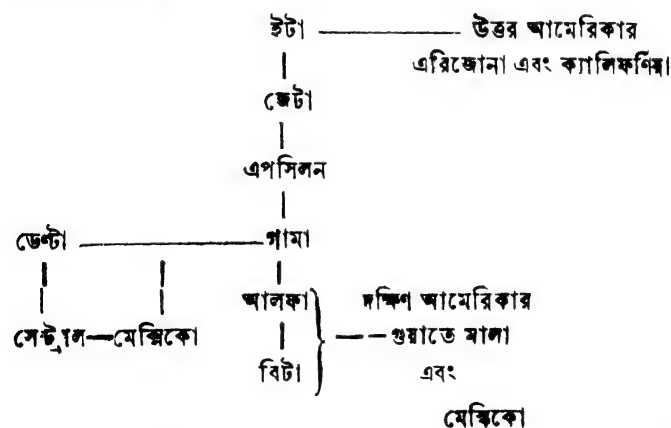 ইটা উত্তর আমেরিকার
এরিজোনা এবং ক্যালিফর্ণিয়া
জেটা
এপসিলন
ডেল্টা গামা
আলফা দক্ষিণ আমেরিকার
সেন্ট্রাল—মেক্সিকো গুয়াতে মালা
বিটা এবং
মেক্সিকো